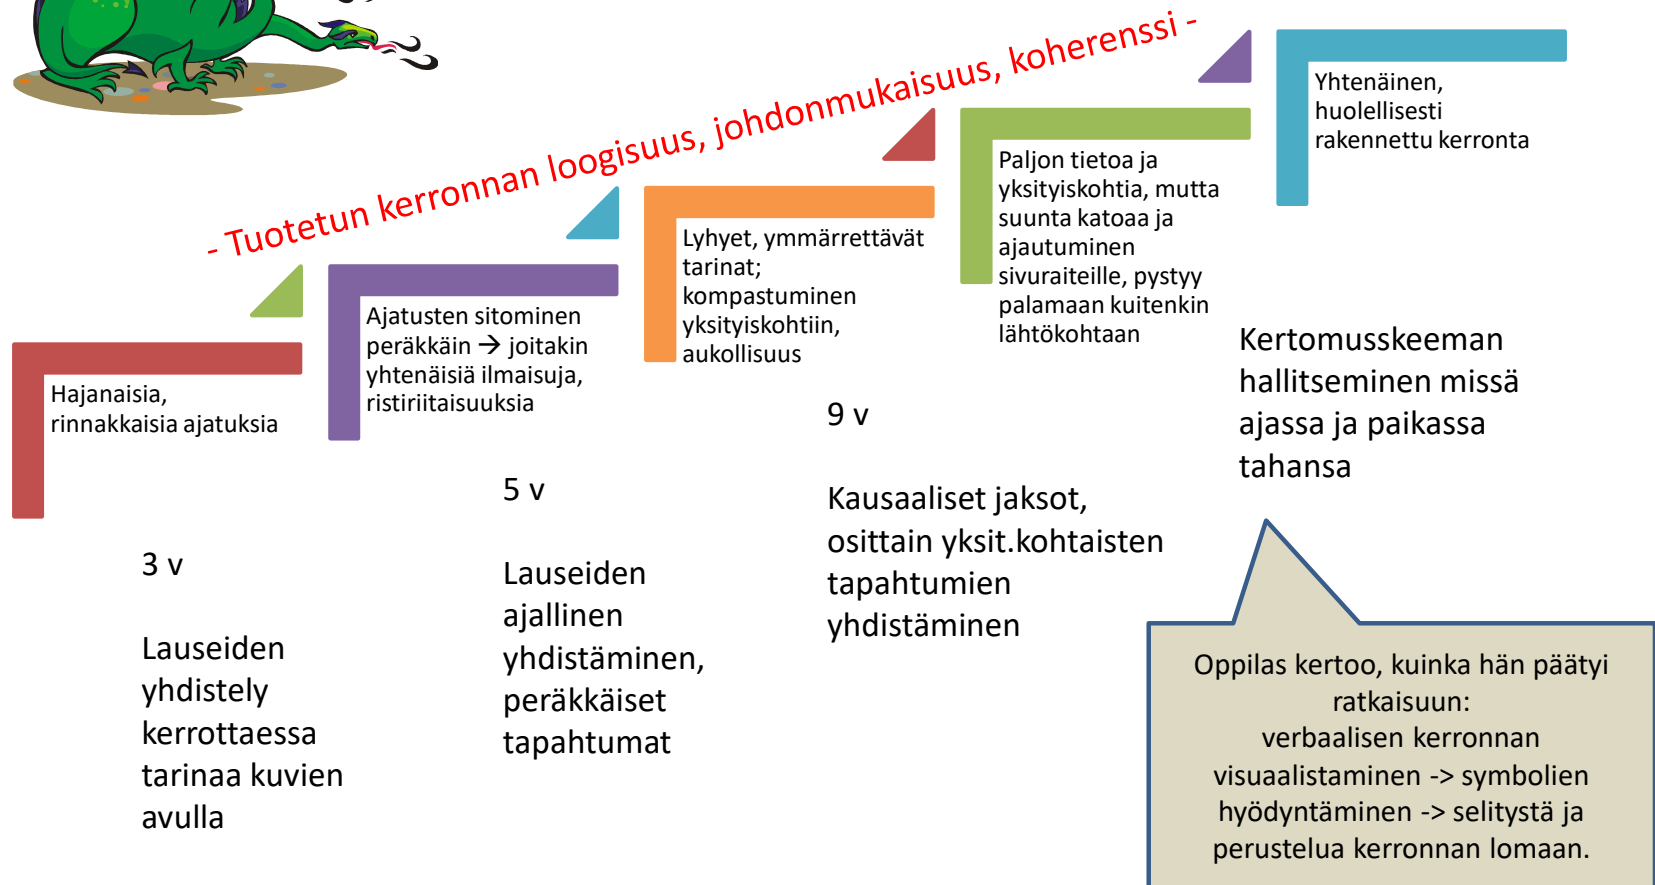 - Tuotetun kerronnan loogisuus, johdonmukaisuus, koherenssi -
Hajanaisia,
rinnakkaisia ajatuksia
Ajatusten sitominen
peräkkäin → joitakin
yhtenäisiä ilmaisuja,
ristiriitaisuuksia
Lyhyet, ymmärrettävät
tarinat;
kompastuminen
yksityiskohtiin,
aukollisuus
Paljon tietoa ja
yksityiskohtia, mutta
suunta katoaa ja
ajautuminen
sivuraiteille, pystyy
palamaan kuitenkin
lähtökohtaan
Yhtenäinen,
huolellisesti
rakennettu kerronta
3 v
Lauseiden
yhdistely
kerrottaessa
tarinaa kuvien
avulla
5 v
Lauseiden
ajallinen
yhdistäminen,
peräkkäiset
tapahtumat
9 v
Kausaaliset jaksot,
osittain yksit.kohtaisten
tapahtumien
yhdistäminen
Kertomusskeeman
hallitseminen missä
ajassa ja paikassa
tahansa
Oppilas kertoo, kuinka hän päätyi
ratkaisuun:
verbaalisen kerronnan
visuaalistaminen -> symbolien
hyödyntäminen -> selitystä ja
perustelua kerronnan lomaan.